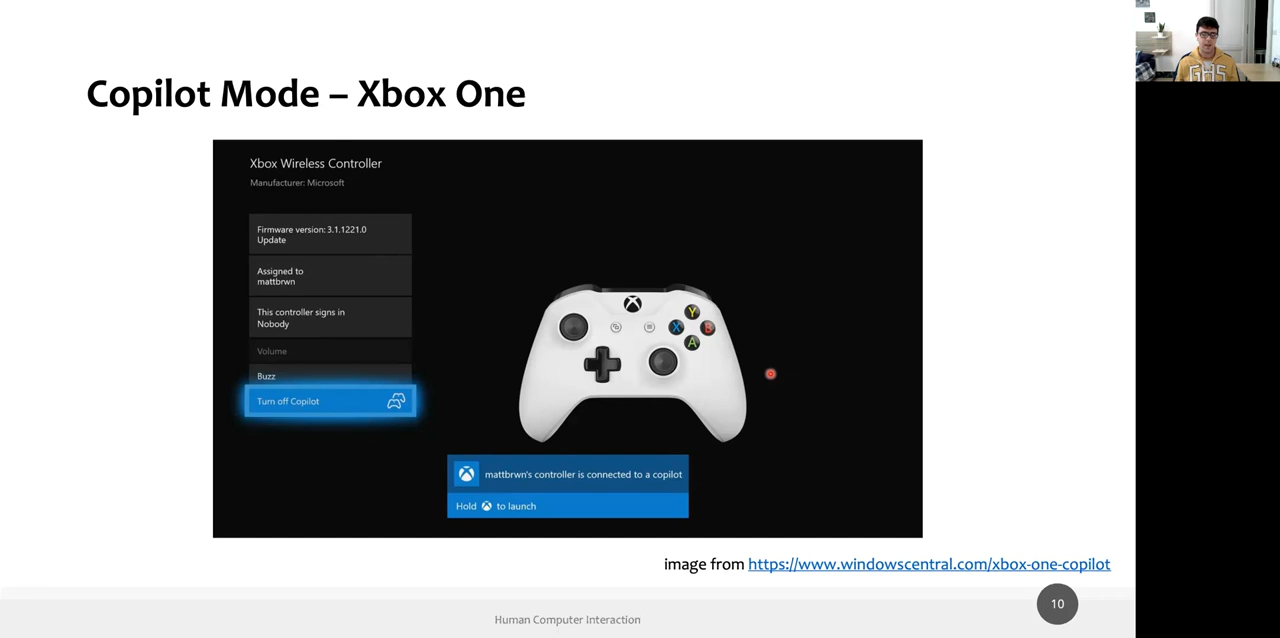 Copilot Mode – Xbox One
Xbox Wireless Controller
Manufacturer: Microsoft
Firmware version: 3.1.1221.0
Update
Assigned to
mattbrwn
This controller signs in
Nobody
Volume
Buzz
Turn off Copilot
Y
X
B
A
mattbrwn's controller is connected to a copilot
Hold to launch
image from https://www.windowscentral.com/xbox-one-copilot
Human Computer Interaction
10
GHS